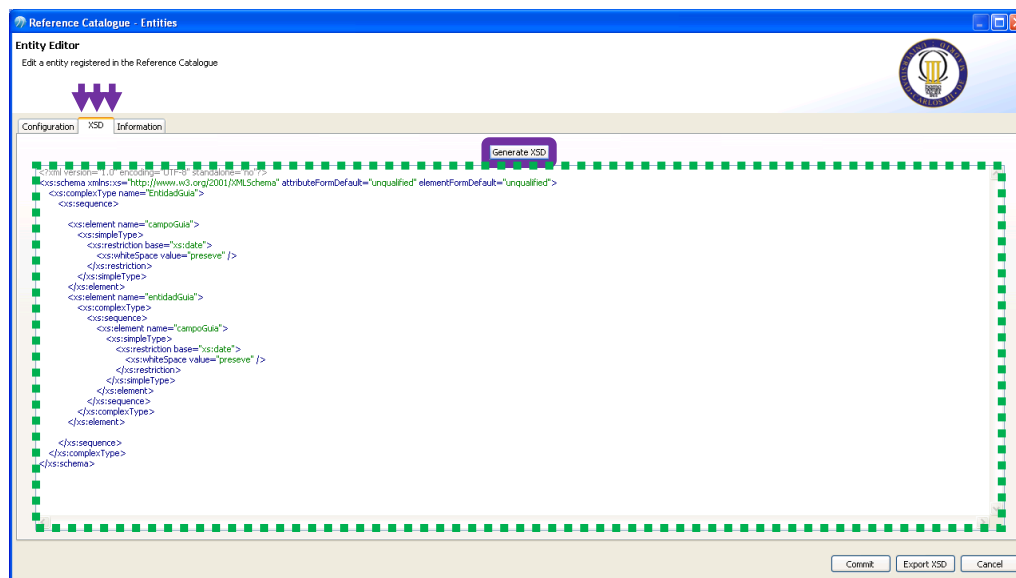 Reference Catalogue - Entities
Entity Editor
Edit a entity registered in the Reference Catalogue
Configuration XSD Information
Generate XSD
<?xml version="1.0" encoding="UTF-8" standalone="no"?>
<xs:schema xmlns:xs="http://www.w3.org/2001/XMLSchema" attributeFormDefault="unqualified" elementFormDefault="unqualified">
<xs:complexType name="EntidadGuia">
<xs:sequence>
<xs:element name="campoGuia">
<xs:simpleType>
<xs:restriction base="xs:date">
<xs:whiteSpace value="preseve" />
</xs:restriction>
</xs:simpleType>
</xs:element>
<xs:element name="entidadGuia">
<xs:complexType>
<xs:sequence>
<xs:element name="campoGuia">
<xs:simpleType>
<xs:restriction base="xs:date">
<xs:whiteSpace value="preseve" />
</xs:restriction>
</xs:simpleType>
</xs:element>
</xs:sequence>
</xs:complexType>
</xs:element>
</xs:sequence>
</xs:complexType>
</xs:schema>
Commit Export XSD Cancel